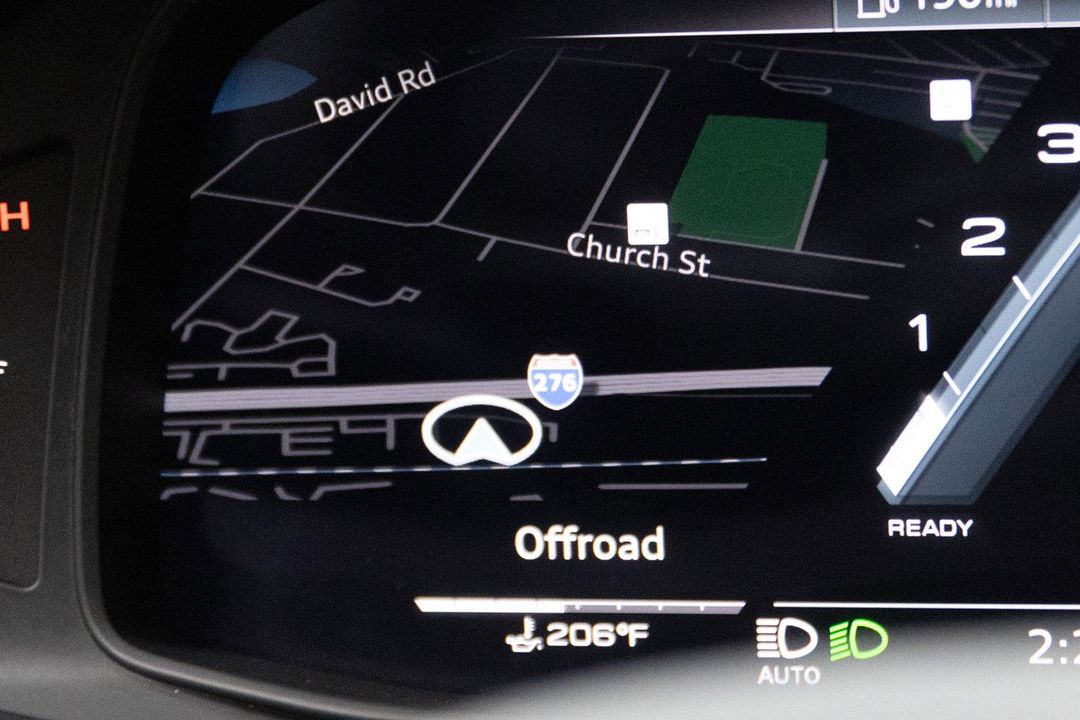 David Rd
3
H
2
Church St
1
276
READY
Offroad
206°F
AUTO